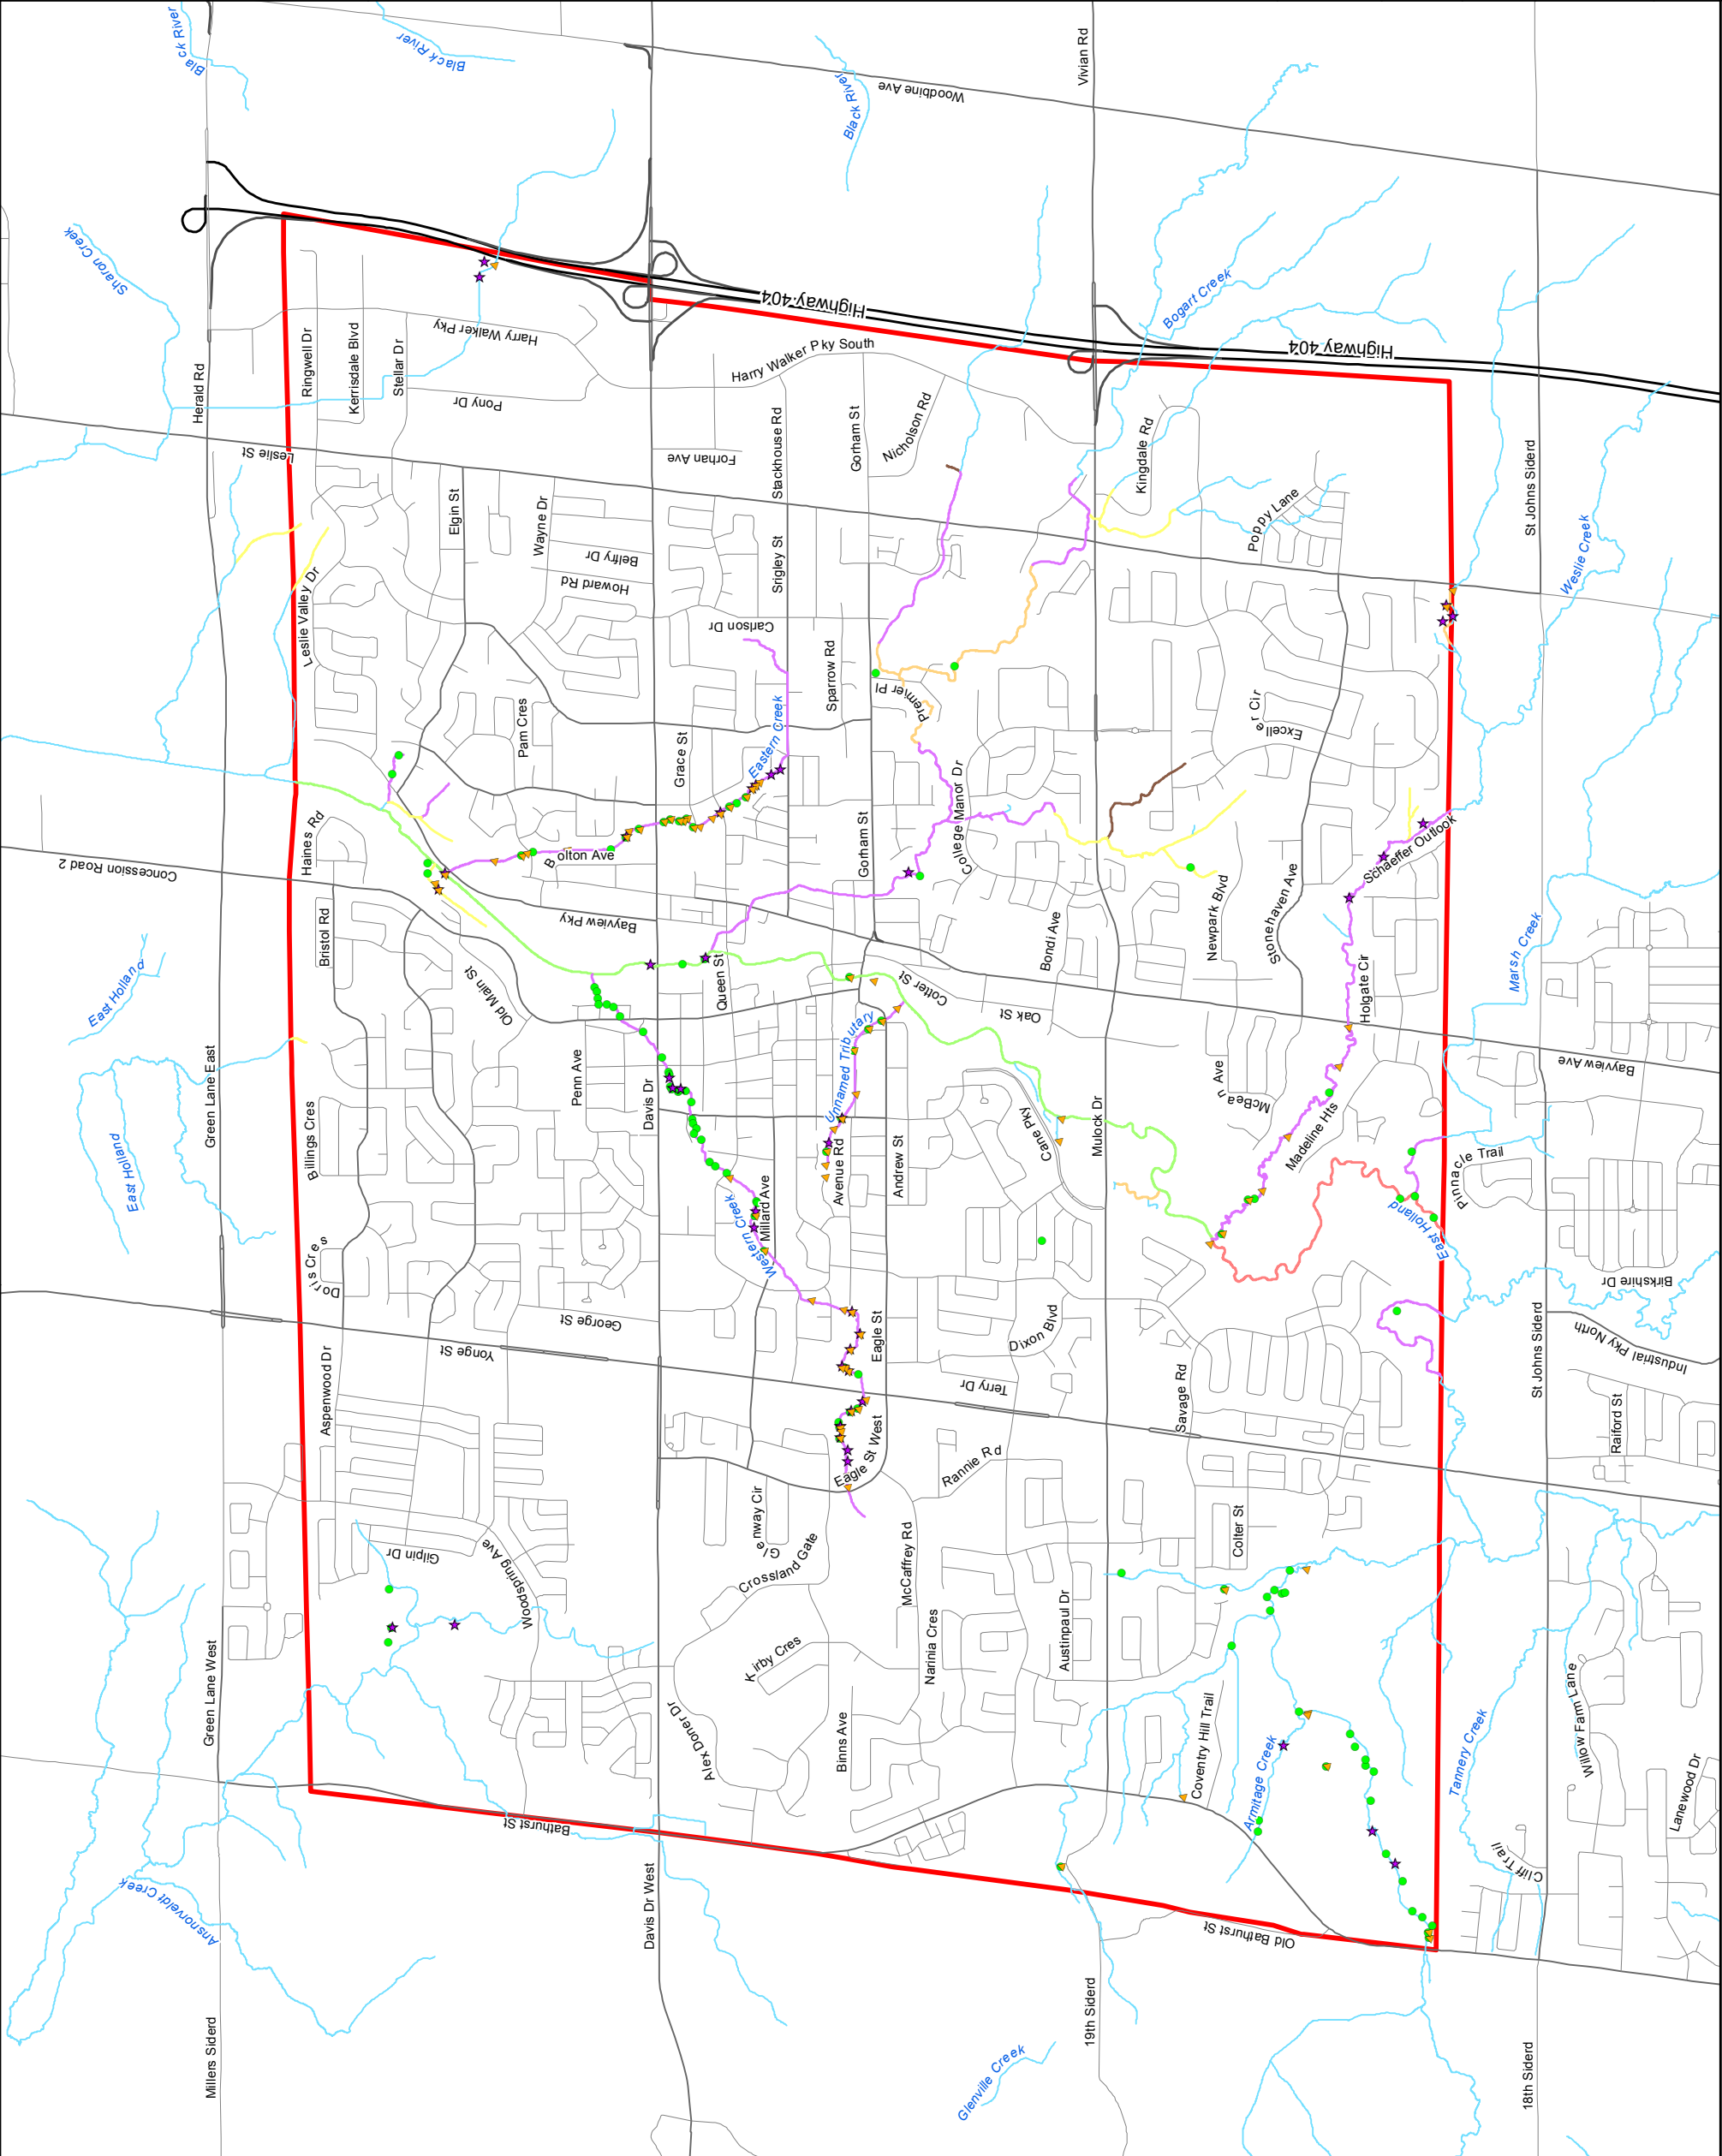 Black River
Bla
Black River
Black River
Vivian Rd
Woodbine Ave
Sharon Creek
Bogart Creek
Highway 404
Highway 404
Harry Walker Pky
Harry Walker Pky South
Herald Rd
Ringwell Dr
Kerrisdale Blvd
Stellar Dr
Pony Dr
Leslie St
Forhan Ave
Stackhouse Rd
Gorham St
Nicholson Rd
Kingdale Rd
St Johns Siderd
Elgin St
Wayne Dr
Belfry Dr
Howard Rd
Srigley St
Poppy Lane
Weslie Creek
Leslie Valley Dr
Carlson Dr
Sparrow Rd
Premier Pl
Pam Cres
Grace St
Eastern Creek
Exceller Cir
Haines Rd
Concession Road 2
Bolton Ave
Gorham St
College Manor Dr
Schaeffer Outlook
Bayview Pky
Bristol Rd
Old Main St
Queen St
Cotter St
Oak St
Bondi Ave
Newpark Blvd
Stonehaven Ave
Holgate Cir
Marsh Creek
East Holland
Green Lane East
Penn Ave
Davis Dr
Unnamed Tributary
Bayview Ave
McBean Ave
East Holland
Billings Cres
Avenue Rd
Andrew St
Cane Pky
Mulock Dr
Madeline Hts
Pinnacle Trail
Western Creek
Millard Ave
East Holland
Doris Cres
Birkshire Dr
George St
Yonge St
Eagle St
Dixon Blvd
Industrial Pky North
Aspenwood Dr
Terry Dr
Savage Rd
St Johns Siderd
Raiford St
Eagle St West
Rannie Rd
Gilpin Dr
Woodspring Ave
Glenway Cir
Crossland Gate
McCaffrey Rd
Colter St
Green Lane West
Kirby Cres
Narinia Cres
Austinpaul Dr
Alex Doner Dr
Binns Ave
Coventry Hill Trail
Armitage Creek
Tannery Creek
Willow Farm Lane
Lanewood Dr
Bathurst St
Cliff Trail
Ansnorveldt Creek
Davis Dr West
Old Bathurst St
Millers Siderd
19th Siderd
18th Siderd
Glenville Creek